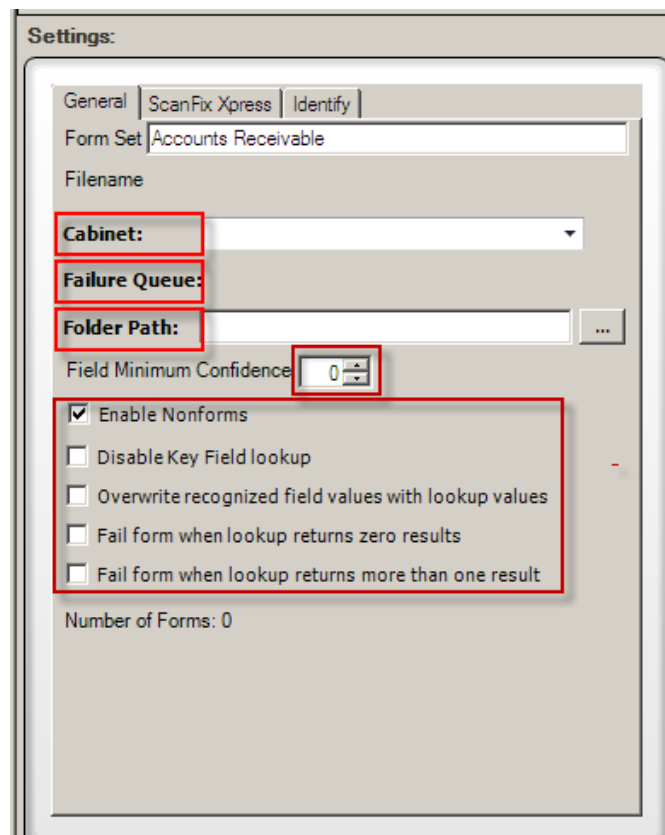 Settings:
General ScanFix Xpress Identify
Form Set Accounts Receivable
Filename
Cabinet:
Failure Queue:
Folder Path: ...
Field Minimum Confidence 0
Enable Nonforms
Disable Key Field lookup
Overwrite recognized field values with lookup values
Fail form when lookup returns zero results
Fail form when lookup returns more than one result
Number of Forms: 0